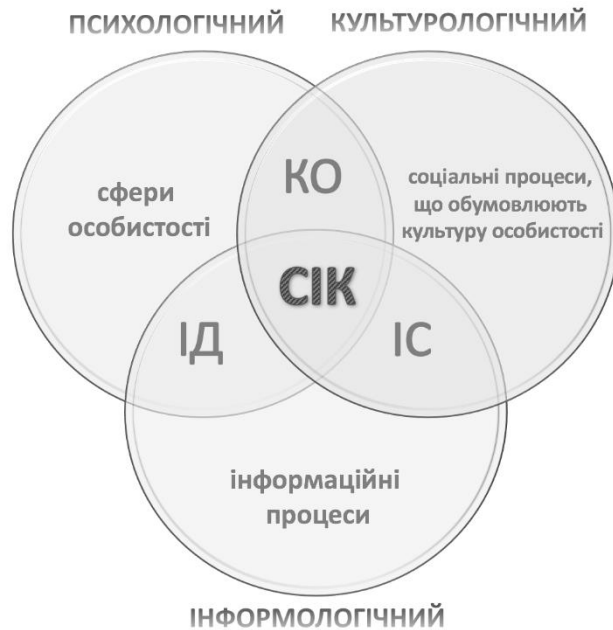 ПСИХОЛОГІЧНИЙ КУЛЬТУРОЛОГІЧНИЙ
сфери
особистості
КО
соціальні процеси,
що обумовлюють
культуру особистості
СІК
ІД
ІС
інформаційні
процеси
ІНФОРМОЛОГІЧНИЙ